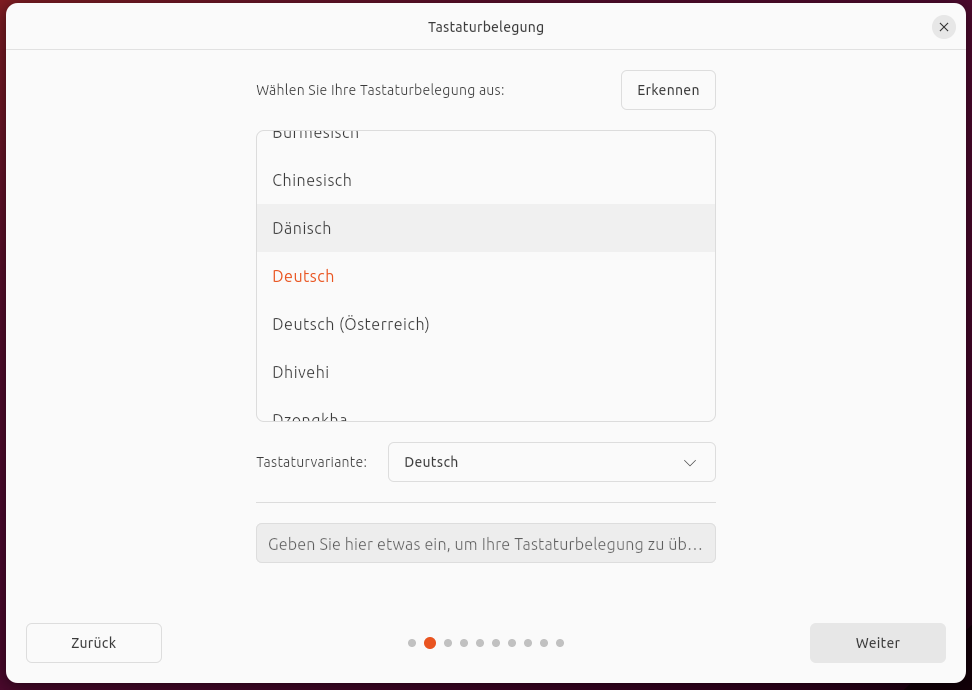 Tastaturbelegung
Wählen Sie Ihre Tastaturbelegung aus:
Erkennen
Burmesisch
Chinesisch
Dänisch
Deutsch
Deutsch (Österreich)
Dhivehi
Dzongkha
Tastaturvariante:
Deutsch
Geben Sie hier etwas ein, um Ihre Tastaturbelegung zu üb…
Zurück
Weiter